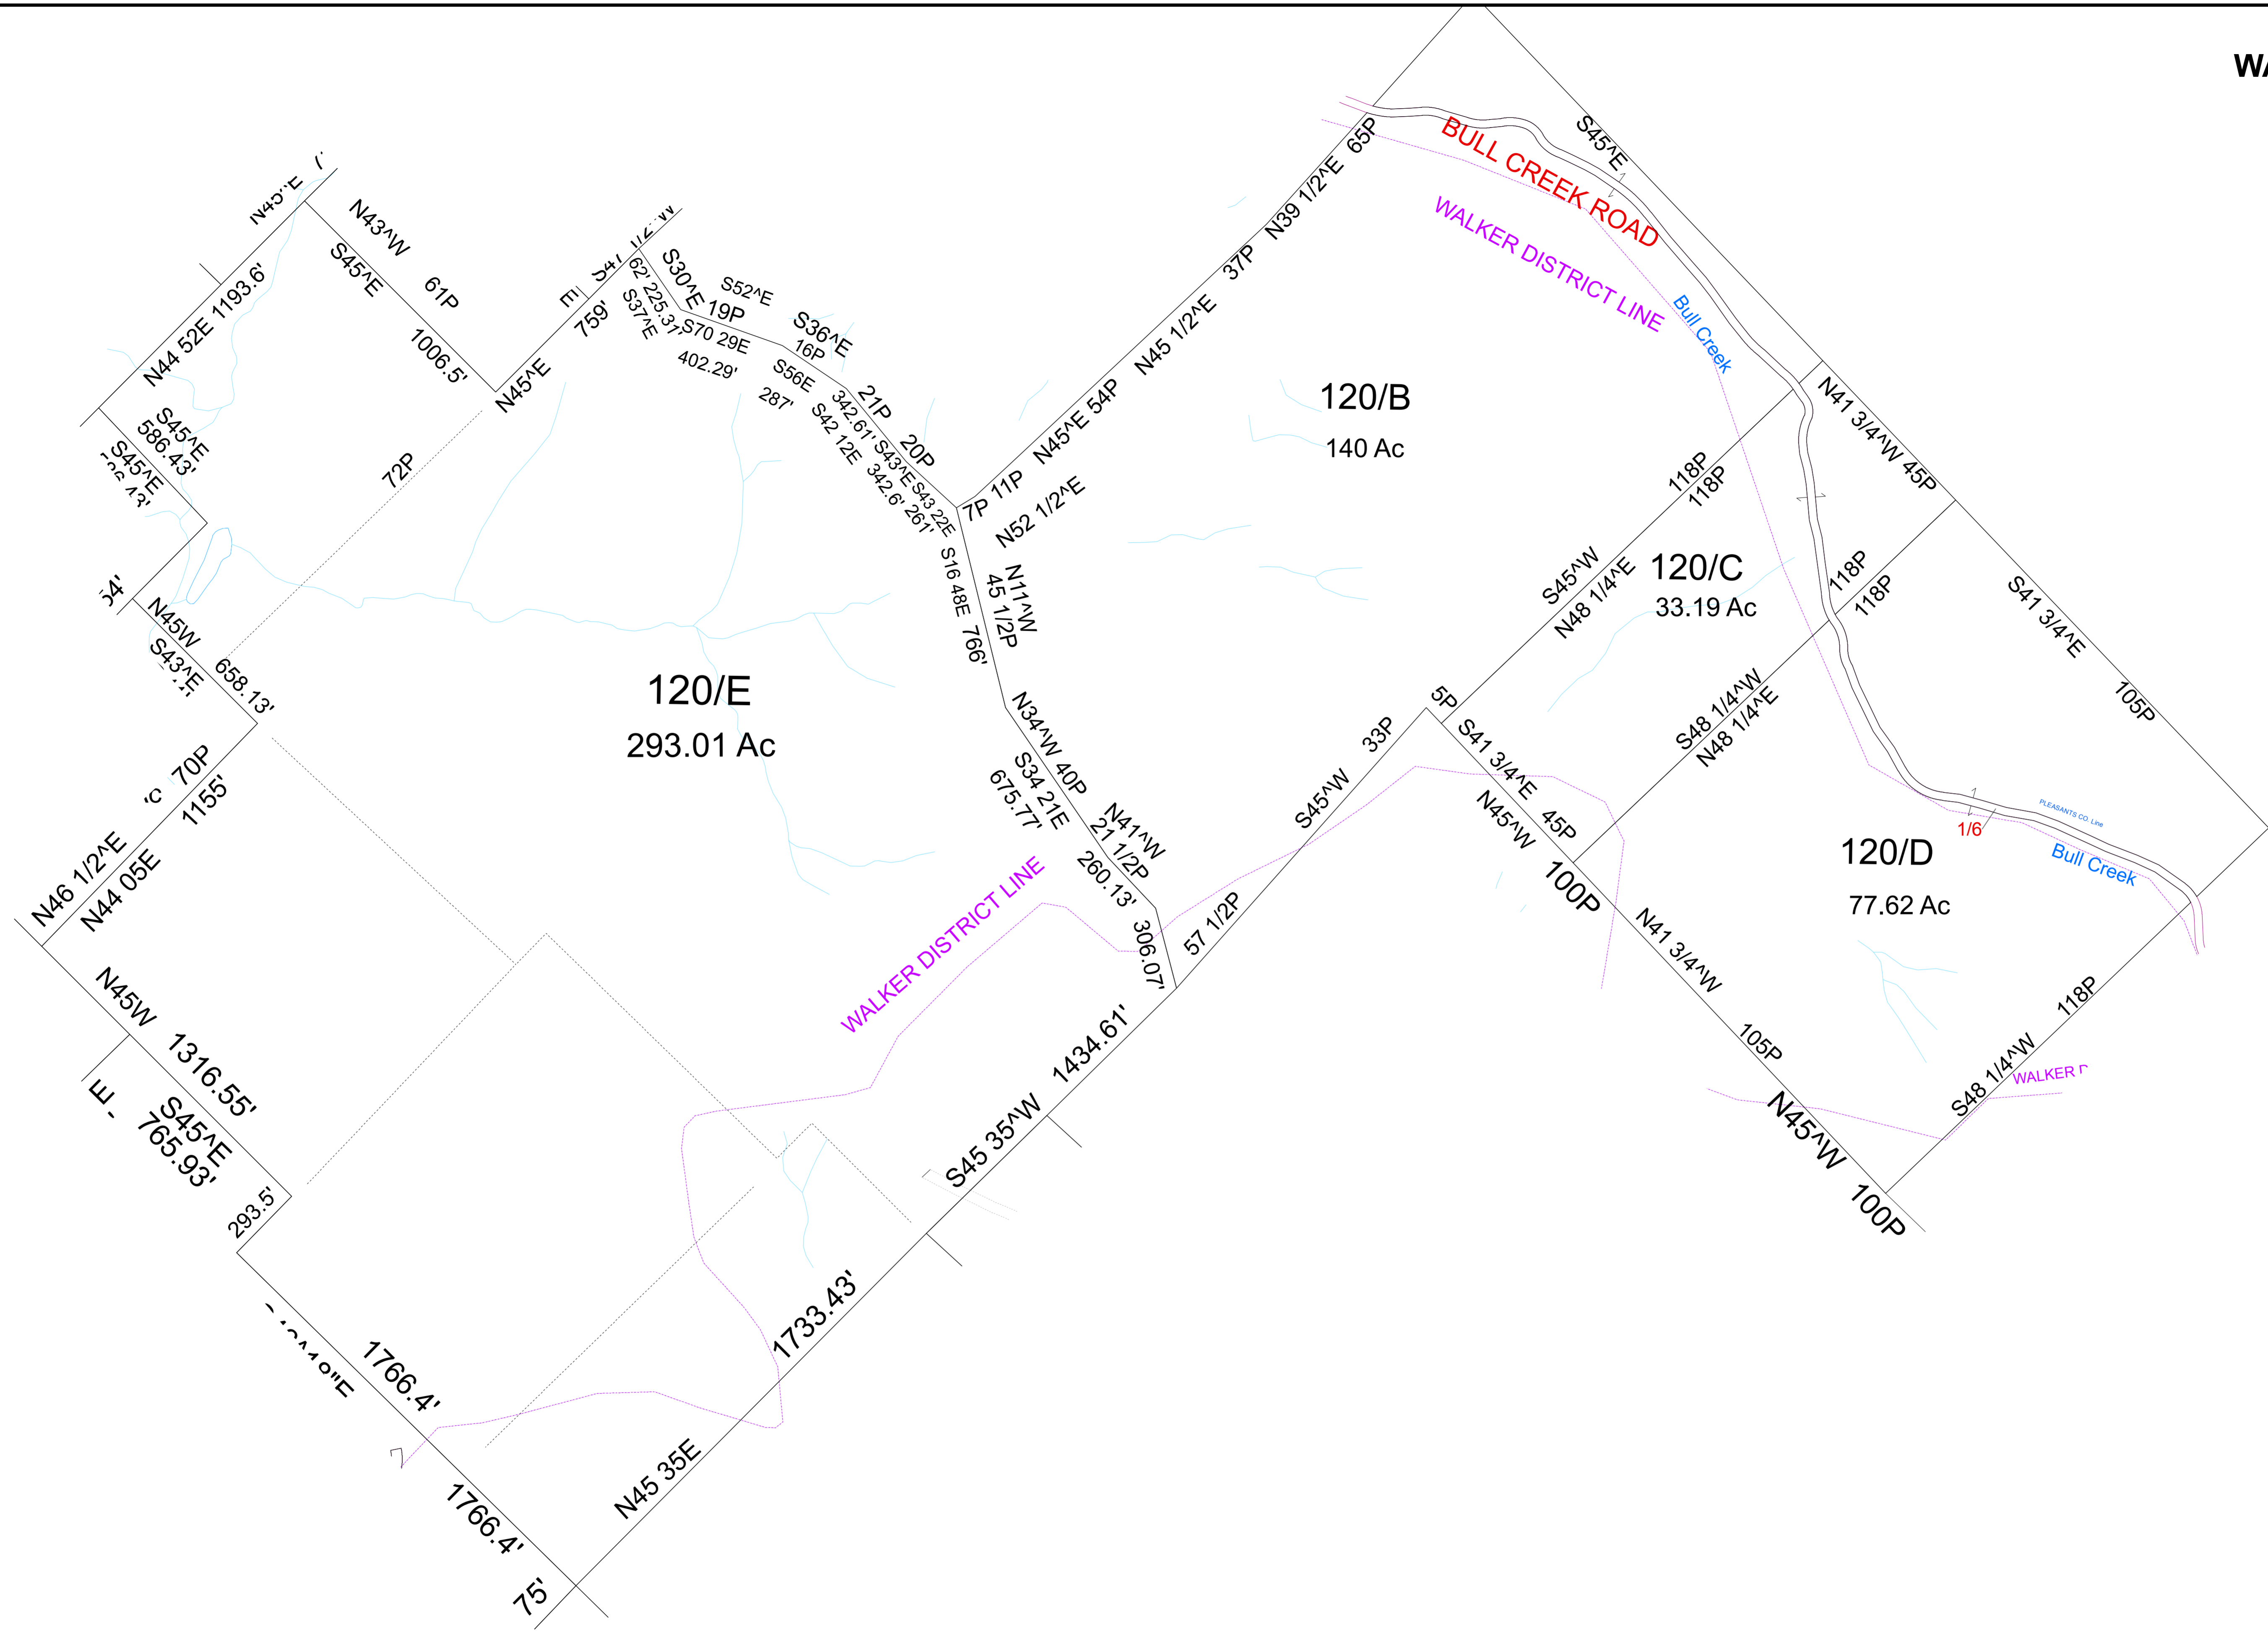 WA
S45^E
BULL CREEK ROAD
WALKER DISTRICT LINE
Bull Creek
65P
N39 1/2^E
37P
N45 1/2^E
N45^E 54P
11P
7P
N52 1/2^E
120/B
140 Ac
N43^W
61P
S45^E
1006.5'
N44 52E 1193.6'
S45^E
586.43'
S45^E
72P
N45^E
759'
S30^E
62' 225.37'
S37^E
19P
S52^E
S70 29E
402.29'
S36^E
16P
S56E
287'
21P
342.61'
S42 12E
20P
S43^E
342.6'
S43 22E
261'
S16 48E 766'
N11^W
45 1/2P
N41 3/4^W 45P
118P
118P
S45^W
N48 1/4^E
120/C
33.19 Ac
118P
118P
S48 1/4^W
N48 1/4^E
S41 3/4^E
105P
5P
33P
S45^W
S41 3/4^E 45P
N45^W
100P
N34^W 40P
S34 21E
675.77'
N41^W
21 1/2P
260.13'
306.07'
57 1/2P
120/E
293.01 Ac
N45W
658.13'
S43^E
70P
1155'
N46 1/2^E
N44 05E
WALKER DISTRICT LINE
PLEASANTS CO. Line
1/6
Bull Creek
120/D
77.62 Ac
N41 3/4^W
105P
118P
S48 1/4^W
N45^W
100P
N45W
1316.55'
S45^E
765.93'
293.5'
1434.61'
S45 35^W
1733.43'
N45 35E
1766.4'
1766.4'
75'
WALKER